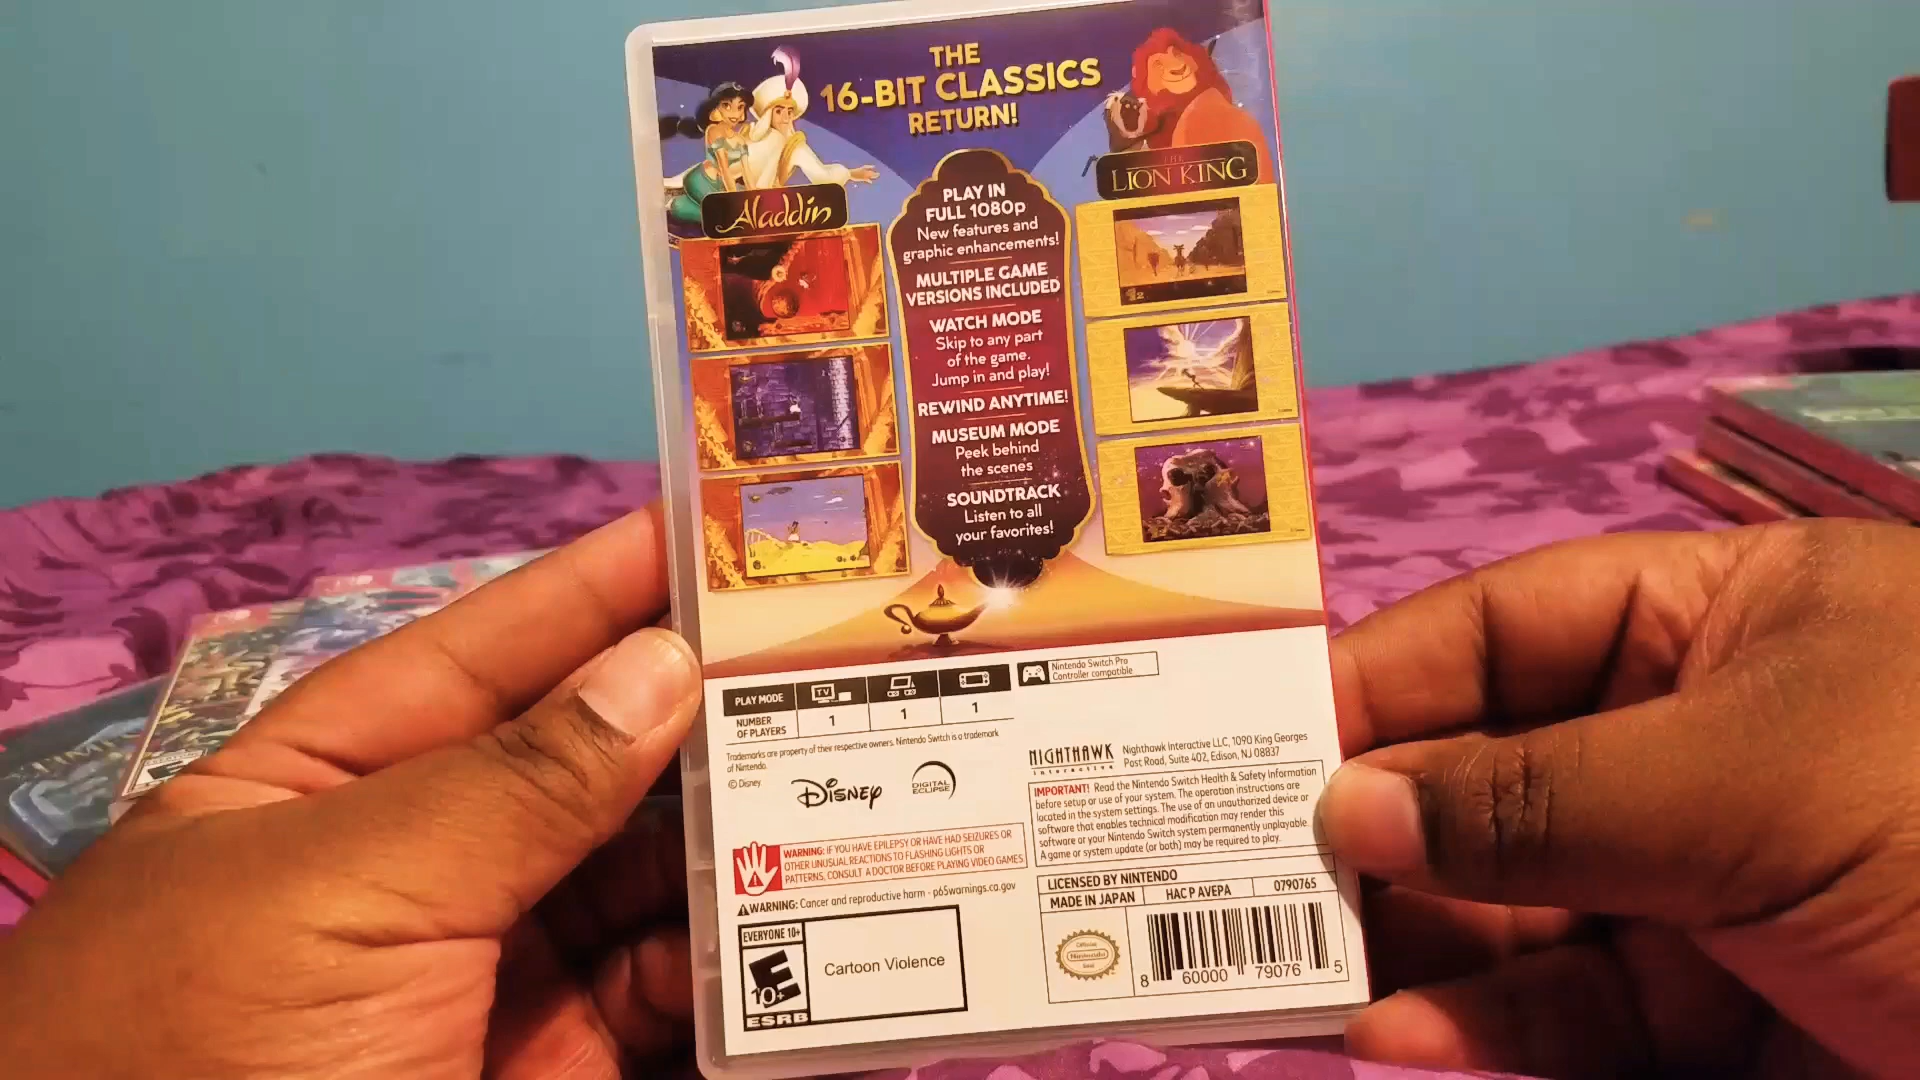 THE
16-BIT CLASSICS
RETURN!
Aladdin
THE
LION KING
PLAY IN
FULL 1080p
New features and
graphic enhancements!
MULTIPLE GAME
VERSIONS INCLUDED
WATCH MODE
Skip to any part
of the game.
Jump in and play!
REWIND ANYTIME!
MUSEUM MODE
Peek behind
the scenes
SOUNDTRACK
Listen to all
your favorites!
PLAY MODE
TV
NUMBER
OF PLAYERS
1
1
1
Nintendo Switch Pro
Controller compatible
Trademarks are property of their respective owners. Nintendo Switch is a trademark
of Nintendo.
© Disney
Disney
DIGITAL
ECLIPSE
NIGHTHAWK
interactive
Nighthawk Interactive LLC, 1090 King Georges
Post Road, Suite 402, Edison, NJ 08837
IMPORTANT! Read the Nintendo Switch Health & Safety Information
before setup or use of your system. The operation instructions are
located in the system settings. The use of an unauthorized device or
software that enables technical modification may render this
software or your Nintendo Switch system permanently unplayable.
A game or system update (or both) may be required to play.
WARNING: IF YOU HAVE EPILEPSY OR HAVE HAD SEIZURES OR
OTHER UNUSUAL REACTIONS TO FLASHING LIGHTS OR
PATTERNS, CONSULT A DOCTOR BEFORE PLAYING VIDEO GAMES.
WARNING: Cancer and reproductive harm - p65warnings.ca.gov
LICENSED BY NINTENDO
MADE IN JAPAN
HAC P AVEPA
079076S
EVERYONE 10+
E
10+
ESRB
Cartoon Violence
Nintendo
8 60000 79076 5